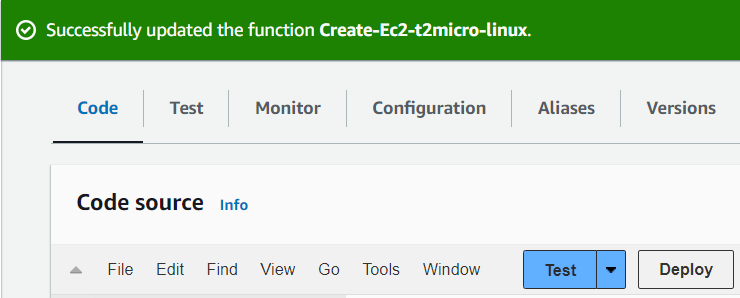 Successfully updated the function Create-Ec2-t2micro-linux.
Code Test Monitor Configuration Aliases Versions
Code source Info
File Edit Find View Go Tools Window Test Deploy